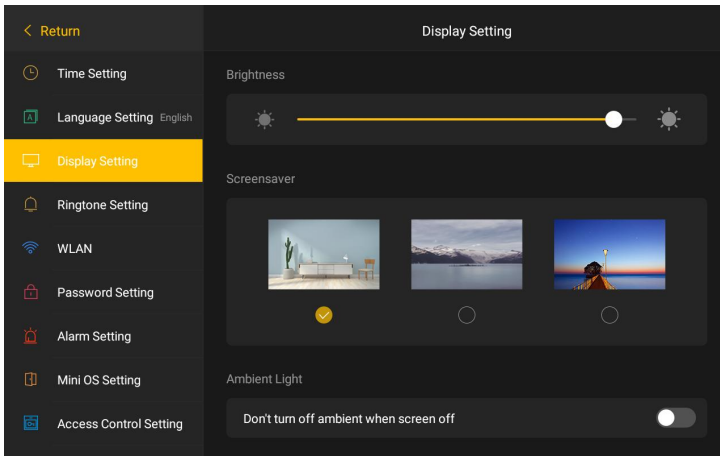 Return
Display Setting
Time Setting
Language Setting English
Display Setting
Ringtone Setting
WLAN
Password Setting
Alarm Setting
Mini OS Setting
Access Control Setting
Brightness
Screensaver
Ambient Light
Don't turn off ambient when screen off